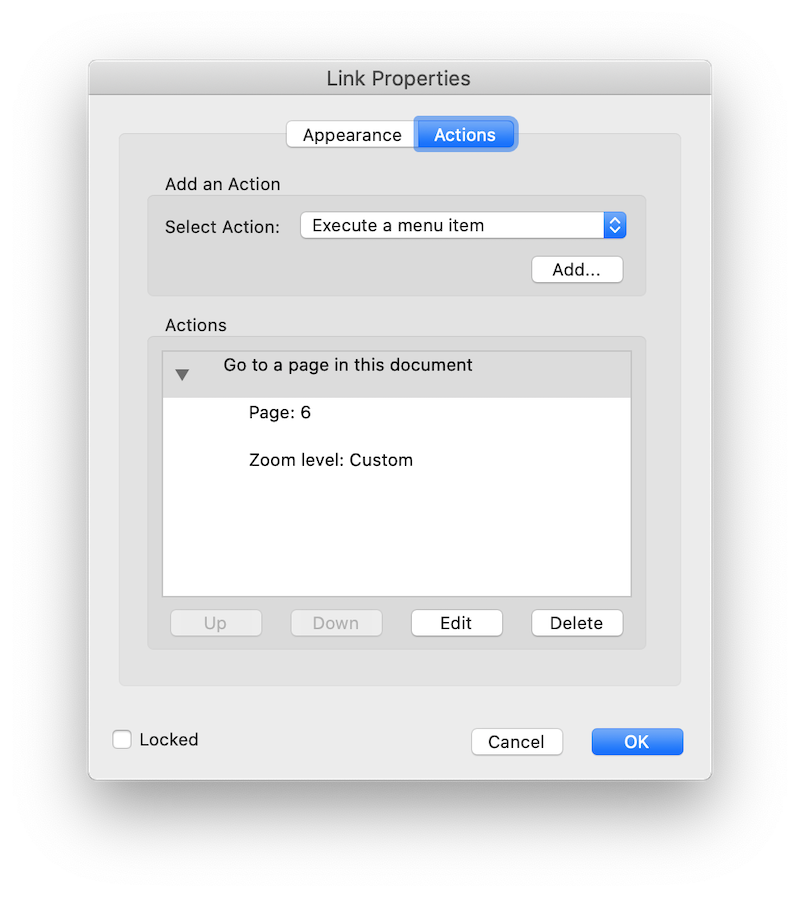 Link Properties
Appearance Actions
Add an Action
Select Action: Execute a menu item
Add...
Actions
Go to a page in this document
Page: 6
Zoom level: Custom
Up Down Edit Delete
Locked Cancel OK